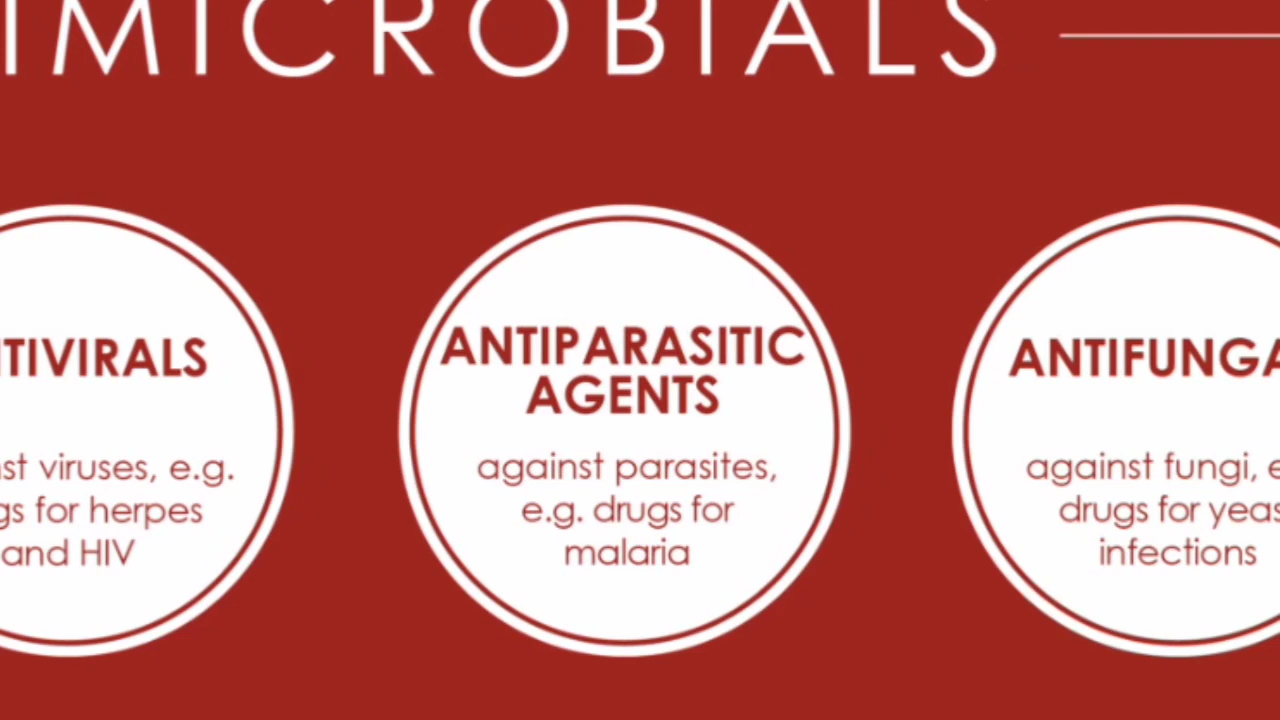 IMICROBIALS
TIVIRALS
st viruses, e.g.
gs for herpes
and HIV
ANTIPARASITIC
AGENTS
against parasites,
e.g. drugs for
malaria
ANTIFUNGA
against fungi, e
drugs for yeas
infections